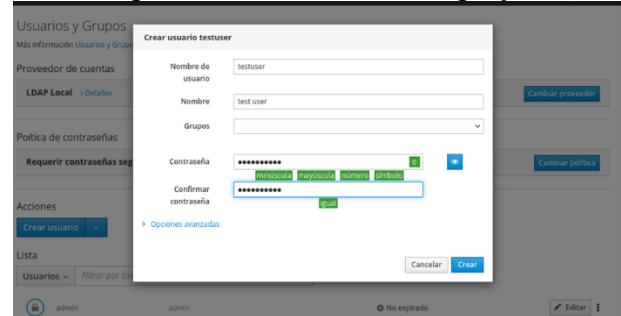 Usuarios y Grupos
Más información Usuarios y Grupo
Proveedor de cuentas
LDAP Local > Detalles
Cambiar proveedor
Política de contraseñas
Requerir contraseñas seg
Cambiar política
Acciones
Crear usuario
Lista
Usuarios
Filtrar por Us
admin admin No expirado Editar
Crear usuario testuser
Nombre de usuario testuser
Nombre test user
Grupos
Contraseña •••••••••• 0
minúscula mayúscula número símbolo
Confirmar contraseña ••••••••••
igual
> Opciones avanzadas
Cancelar Crear